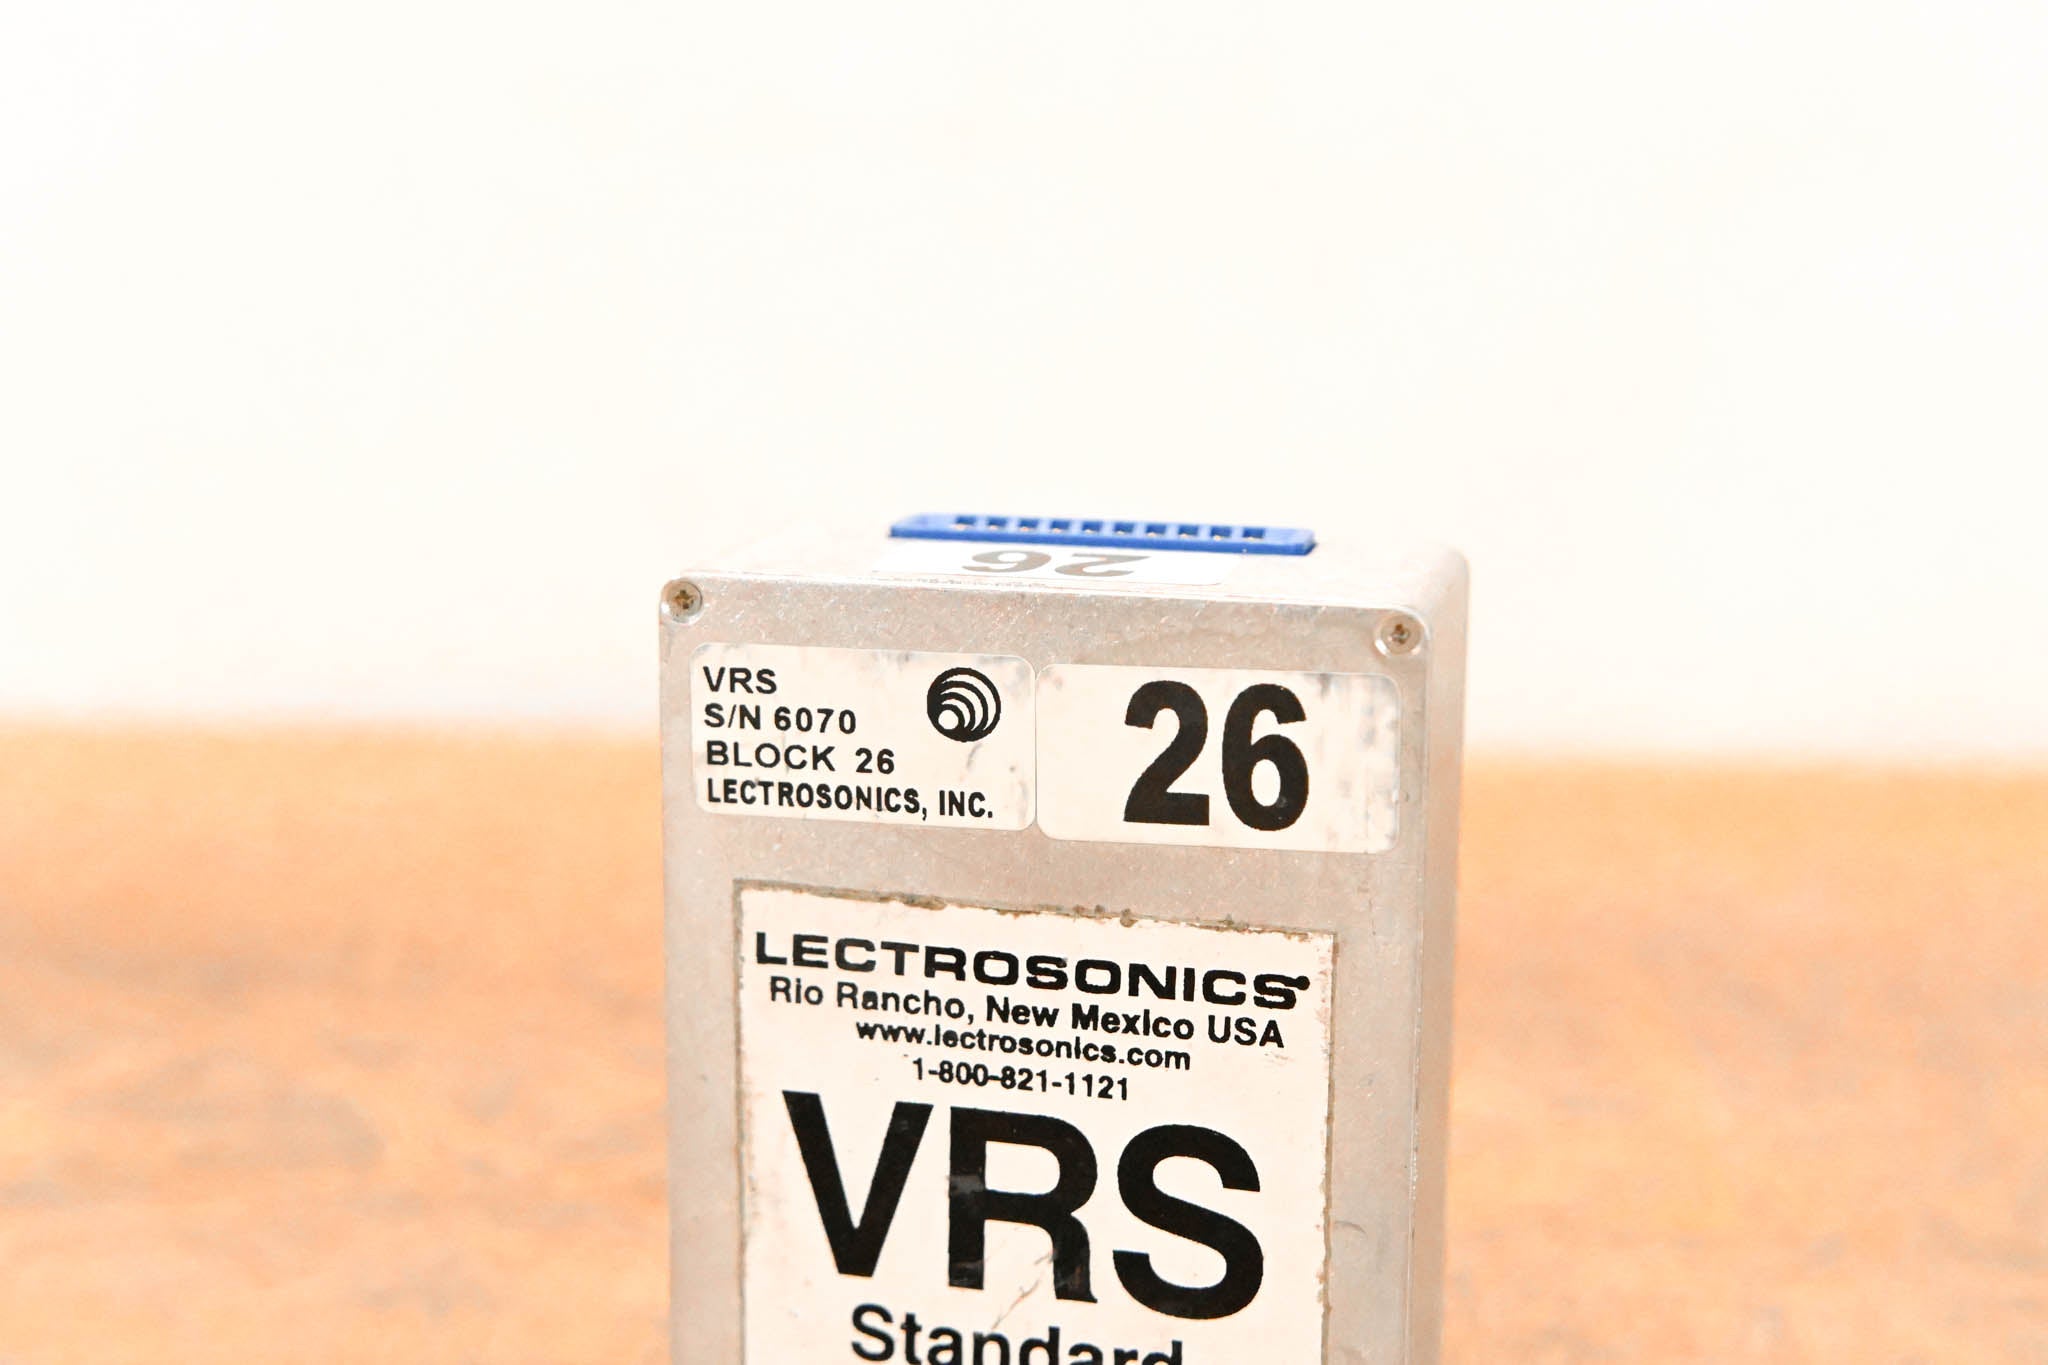 26
VRS
S/N 6070
BLOCK 26
LECTROSONICS, INC.
26
LECTROSONICS
Rio Rancho, New Mexico USA
www.lectrosonics.com
1-800-821-1121
VRS
Standard